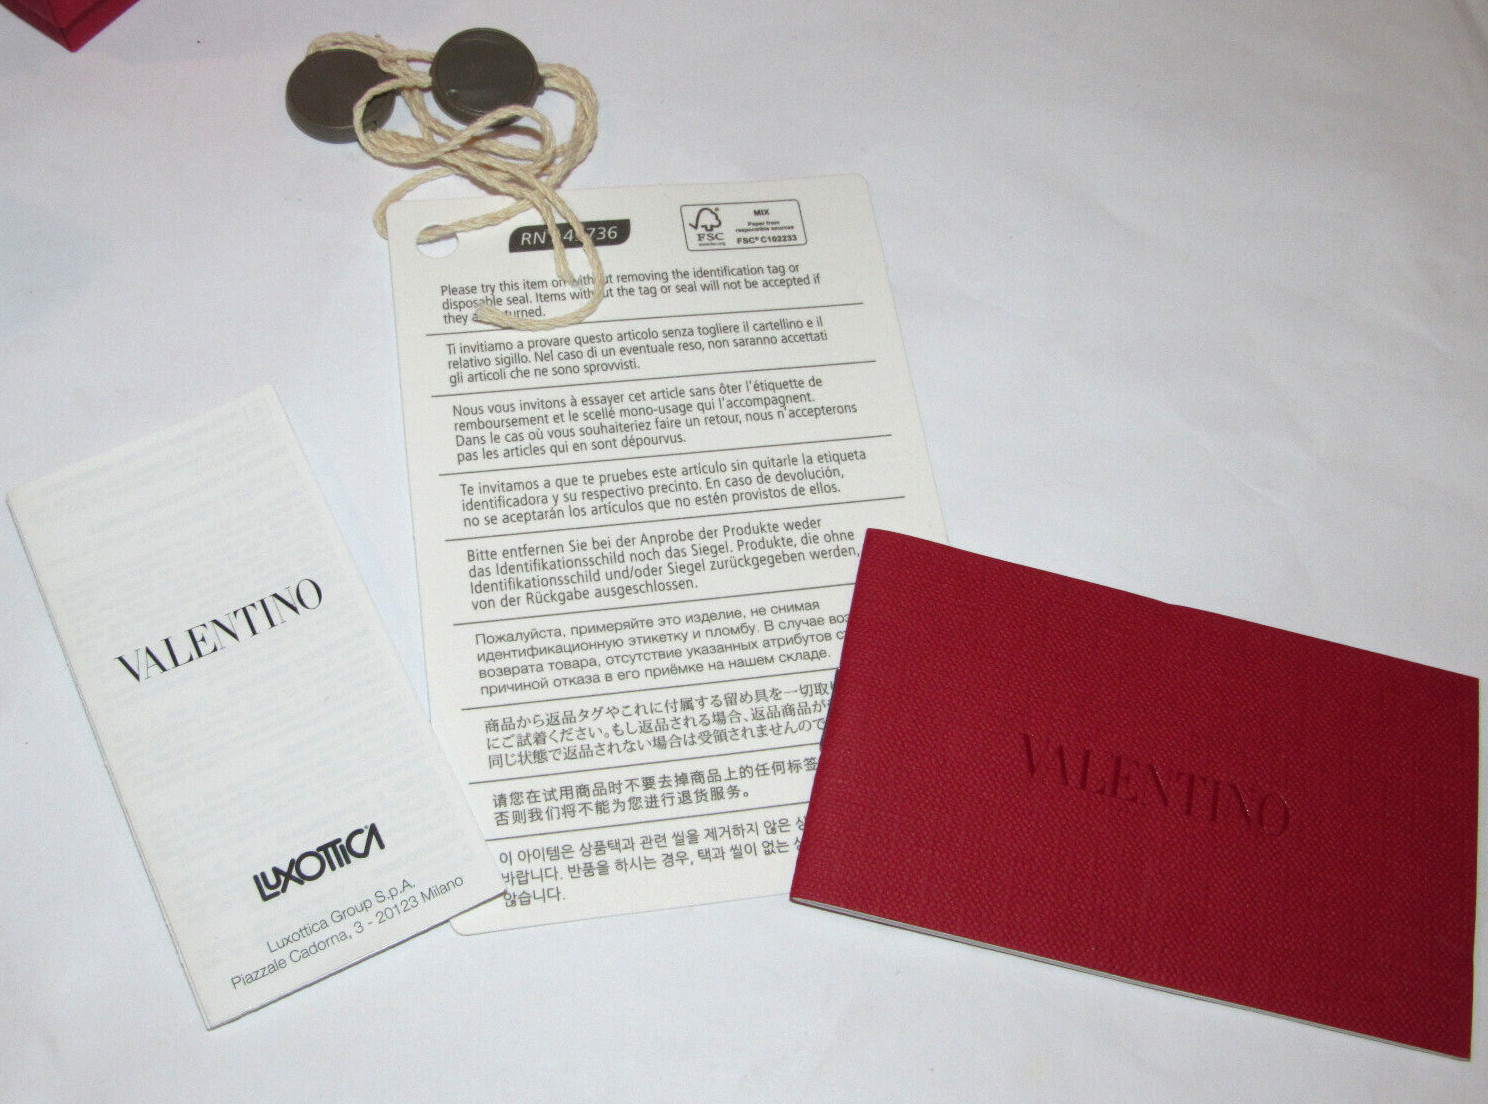 VALENTINO
LUXOTTICA
Luxottica Group S.p.A.
Piazzale Cadorna, 3 - 20123 Milano
RN 736
FSC
www.fsc.org
MIX
Paper from
responsible sources
FSC® C102233
Please try this item without removing the identification tag or
disposable seal. Items without the tag or seal will not be accepted if
they
Ti invitiamo a provare questo articolo senza togliere il cartellino e il
relativo sigillo. Nel caso di un eventuale reso, non saranno accettati
gli articoli che ne sono sprovvisti.
Nous vous invitons à essayer cet article sans ôter l'étiquette de
remboursement et le scellé mono-usage qui l'accompagnent.
Dans le cas où vous souhaiteriez faire un retour, nous n'accepterons
pas les articles qui en sont dépourvus.
Te invitamos a que te pruebes este artículo sin quitarle la etiqueta
identificadora y su respectivo precinto. En caso de devolución,
no se aceptarán los artículos que no estén provistos de ellos.
Bitte entfernen Sie bei der Anprobe der Produkte weder
das Identifikationsschild noch das Siegel. Produkte, die ohne
Identifikationsschild und/oder Siegel zurückgegeben werden,
von der Rückgabe ausgeschlossen.
Пожалуйста, примеряйте это изделие, не снимая
идентификационную этикетку и пломбу. В случае
возврата товара, отсутствие указанных атрибутов
причиной отказа в его приёмке на нашем складе.
商品から返品タグやこれに付属する留め具を一切取
にご試着ください。もし返品される場合、返品商品が
同じ状態で返品されない場合は受領されませんので
请您在试用商品时不要去掉商品上的任何标签
否则我们将不能为您进行退货服务。
이 아이템은 상품택과 관련 씰을 제거하지 않은
바랍니다. 반품을 하시는 경우, 택과 씰이 없는
않습니다.
VALENTINO